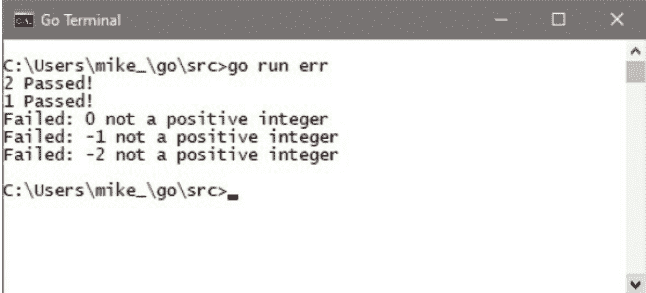 Go Terminal
C:\Users\mike_\go\src>go run err
2 Passed!
1 Passed!
Failed: 0 not a positive integer
Failed: -1 not a positive integer
Failed: -2 not a positive integer
C:\Users\mike_\go\src>